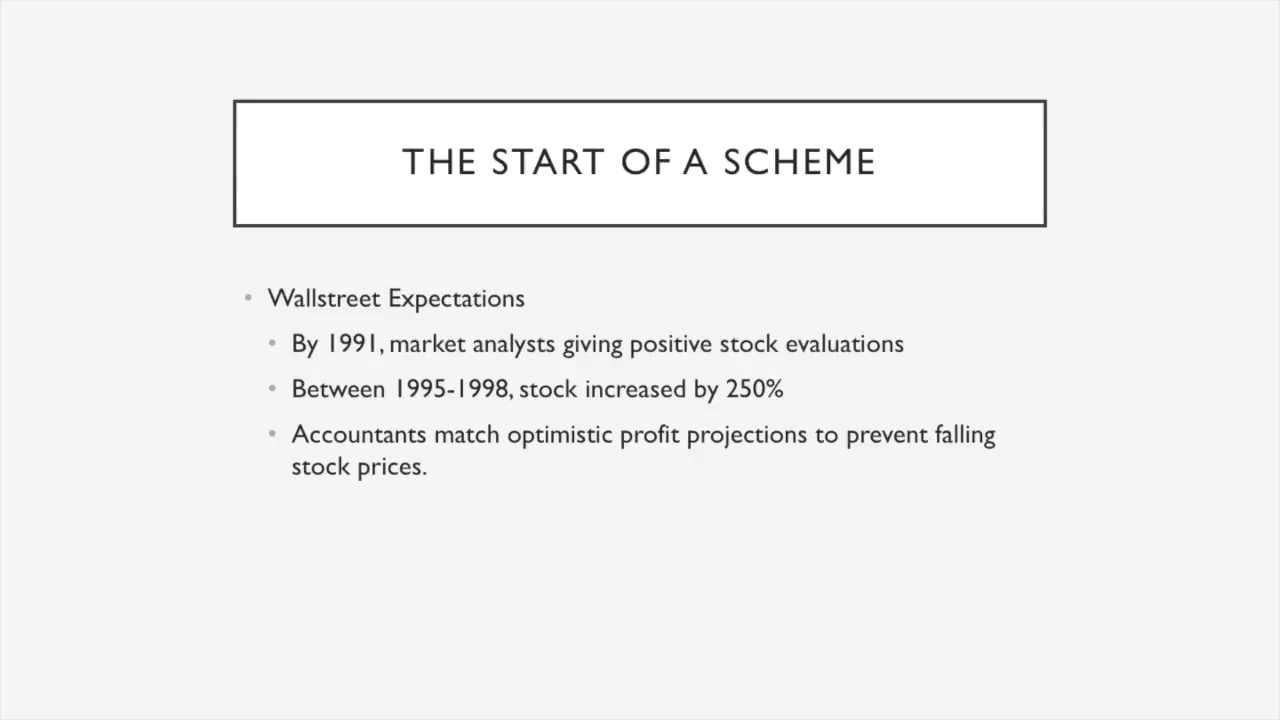 THE START OF A SCHEME
• Wallstreet Expectations
• By 1991, market analysts giving positive stock evaluations
• Between 1995-1998, stock increased by 250%
• Accountants match optimistic profit projections to prevent falling
stock prices.